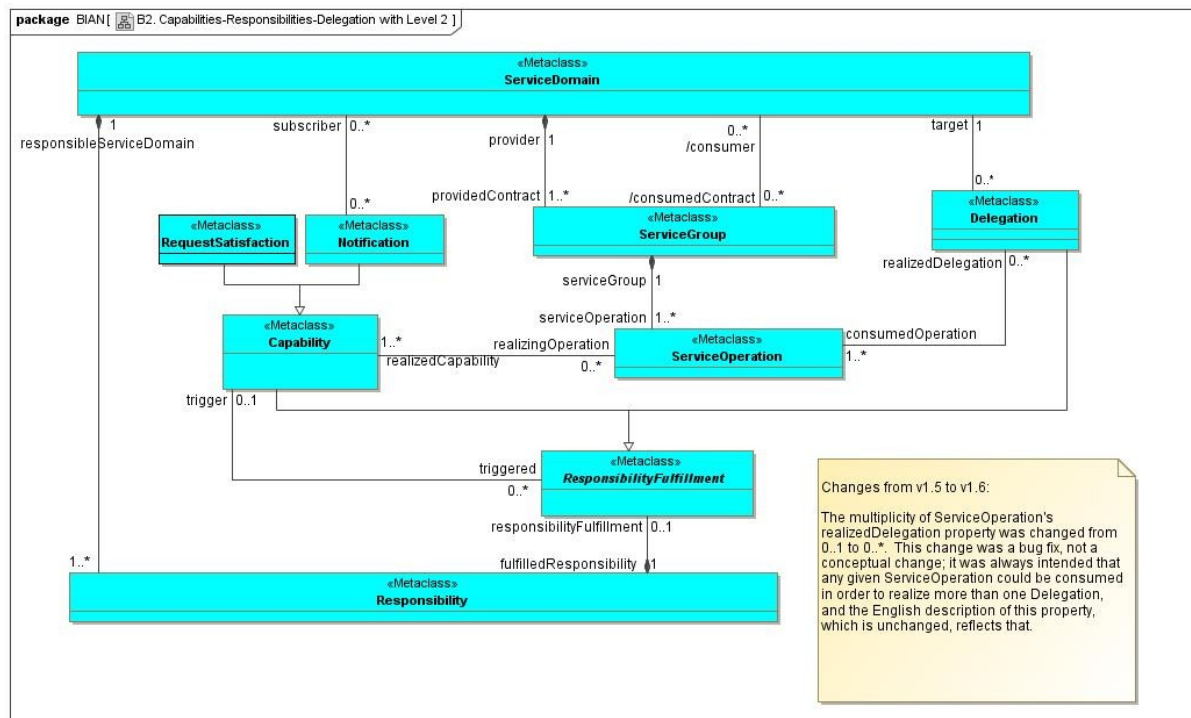 package BIAN [ B2. Capabilities-Responsibilities-Delegation with Level 2 ]
«Metaclass»
ServiceDomain
1
responsibleServiceDomain
subscriber 0..*
provider 1
0..*
/consumer
target 1
providedContract 1..*
/consumedContract 0..*
0..*
0..*
«Metaclass»
RequestSatisfaction
«Metaclass»
Notification
«Metaclass»
ServiceGroup
«Metaclass»
Delegation
realizedDelegation 0..*
serviceGroup 1
serviceOperation 1..*
«Metaclass»
Capability
1..*
realizedCapability
realizingOperation
0..*
«Metaclass»
ServiceOperation
consumedOperation
1..*
trigger 0..1
triggered
0..*
«Metaclass»
ResponsibilityFulfillment
responsibilityFulfillment 0..1
fulfilledResponsibility 1
1..*
«Metaclass»
Responsibility
Changes from v1.5 to v1.6:
The multiplicity of ServiceOperation's
realizedDelegation property was changed from
0..1 to 0..*. This change was a bug fix, not a
conceptual change; it was always intended that
any given ServiceOperation could be consumed
in order to realize more than one Delegation,
and the English description of this property,
which is unchanged, reflects that.